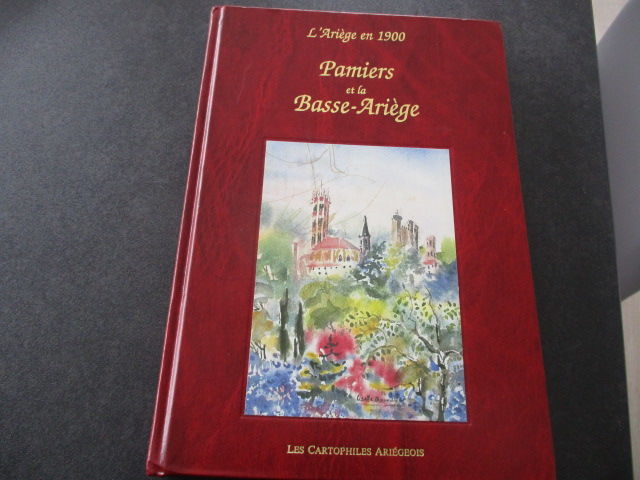 L'Ariège en 1900
Pamiers
et la
Basse-Ariège
LES CARTOPHILES ARIÉGEOIS